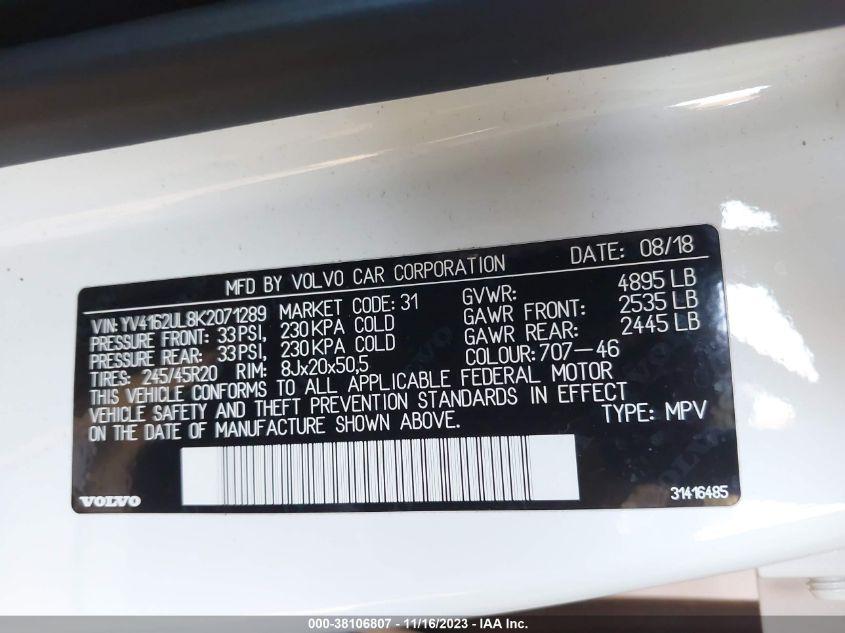 MFD BY VOLVO CAR CORPORATION DATE: 08/18
VIN: YV4162UL8K2071289 MARKET CODE: 31 GVWR: 4895 LB
PRESSURE FRONT: 33PSI, 230KPA COLD GAWR FRONT: 2535 LB
PRESSURE REAR: 33PSI, 230KPA COLD GAWR REAR: 2445 LB
TIRES: 245/45R20 RIM: 8Jx20x50,5 COLOUR: 707-46
THIS VEHICLE CONFORMS TO ALL APPLICABLE FEDERAL MOTOR
VEHICLE SAFETY AND THEFT PREVENTION STANDARDS IN EFFECT
ON THE DATE OF MANUFACTURE SHOWN ABOVE. TYPE: MPV
VOLVO 31416485
000-38106807 - 11/16/2023 - IAA Inc.